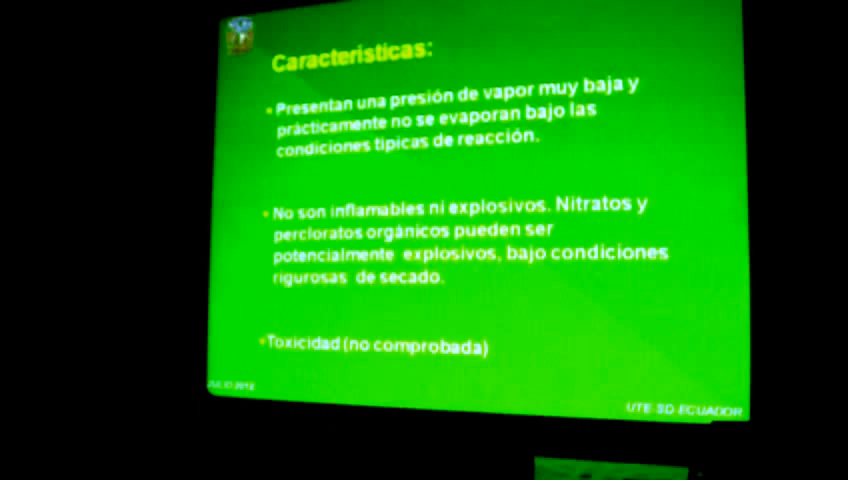 Características:
• Presentan una presión de vapor muy baja y
prácticamente no se evaporan bajo las
condiciones típicas de reacción.
• No son inflamables ni explosivos. Nitratos y
percloratos orgánicos pueden ser
potencialmente explosivos, bajo condiciones
rigurosas de secado.
•Toxicidad (no comprobada)
JULIO 2012
UTE-SD-ECUADOR